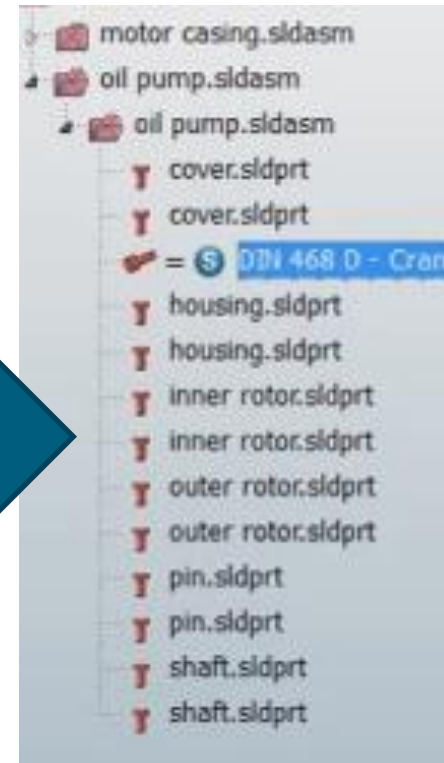 motor casing.sldasm
oil pump.sldasm
oil pump.sldasm
cover.sldprt
cover.sldprt
= S DIN 468 D - Cran
housing.sldprt
housing.sldprt
inner rotor.sldprt
inner rotor.sldprt
outer rotor.sldprt
outer rotor.sldprt
pin.sldprt
pin.sldprt
shaft.sldprt
shaft.sldprt